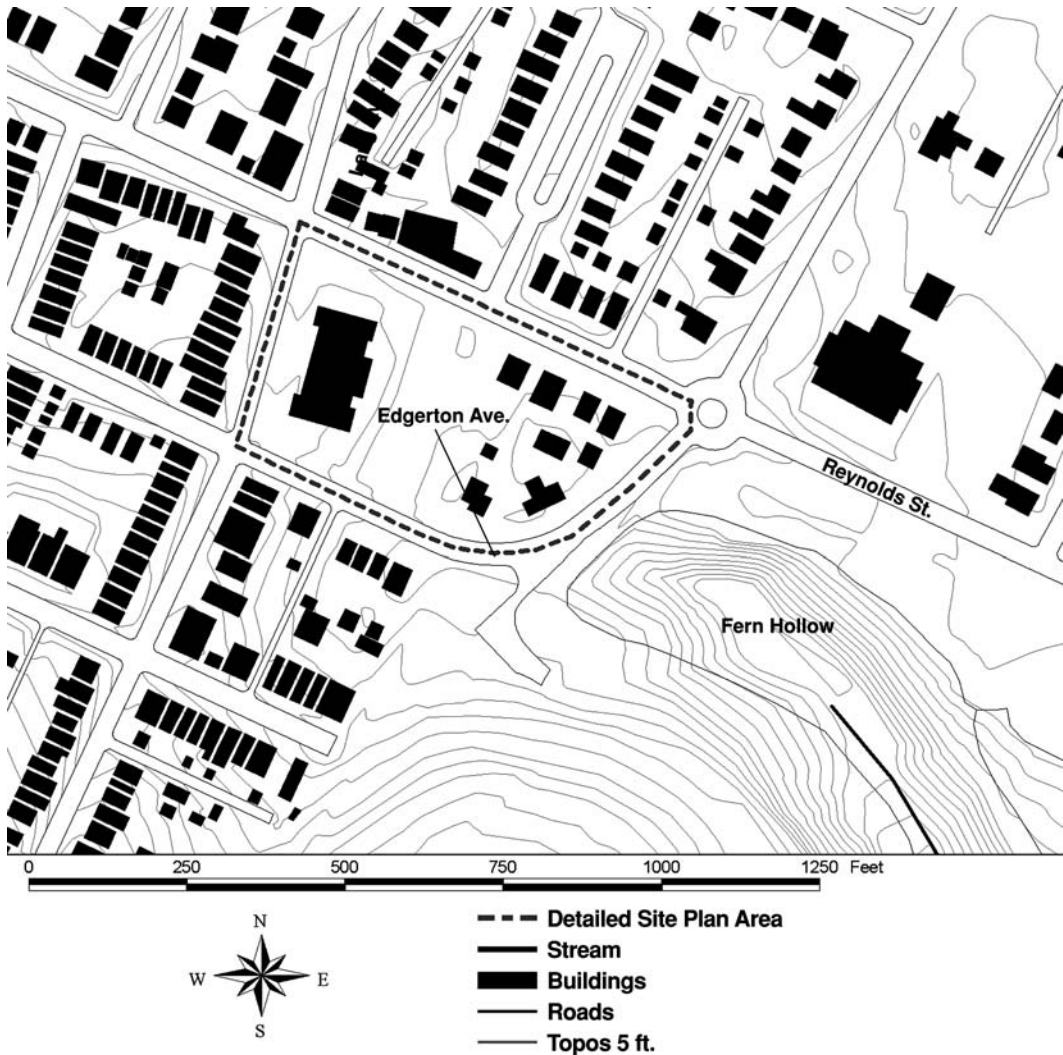 Edgerton Ave.
Reynolds St.
Fern Hollow
0 250 500 750 1000 1250 Feet
N
W E
S
Detailed Site Plan Area
Stream
Buildings
Roads
Topos 5 ft.